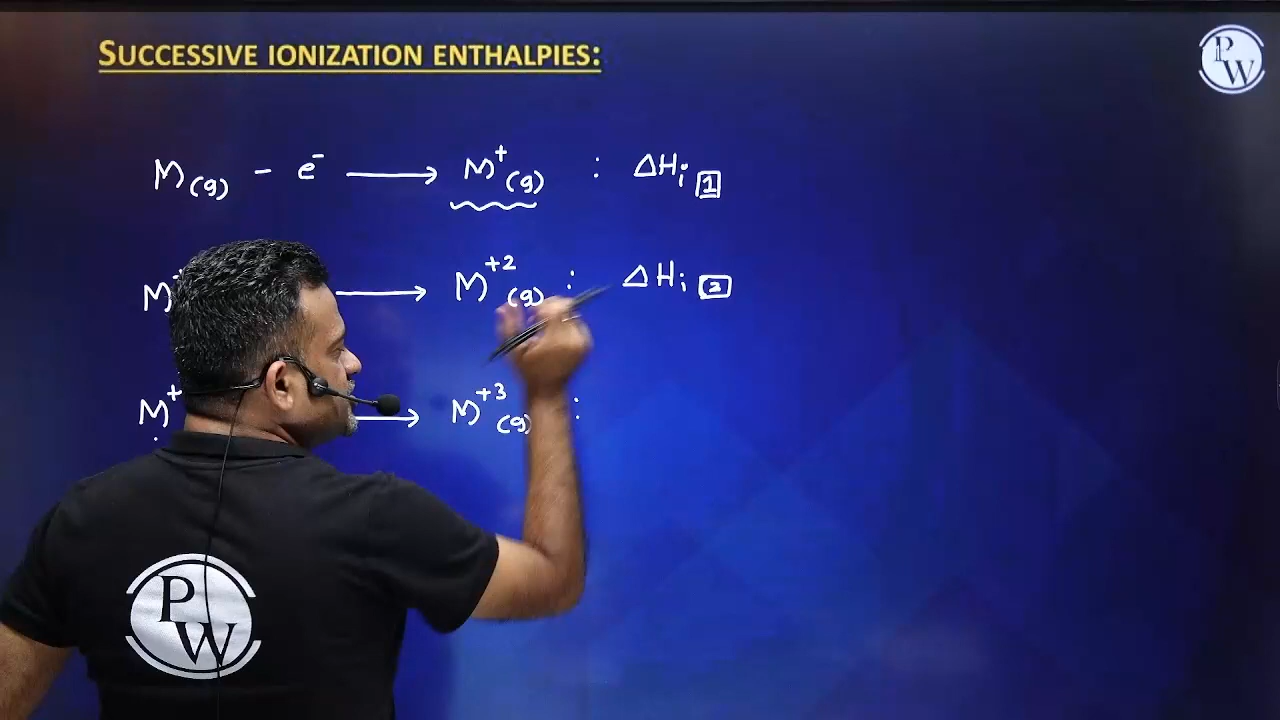 SUCCESSIVE IONIZATION ENTHALPIES:
PW
M(g) - e⁻ ⟶ M⁺(g) : ΔHi 1
M ⟶ M⁺²(g) : ΔHi 2
M⁺ ⟶ M⁺³(g) :
PW